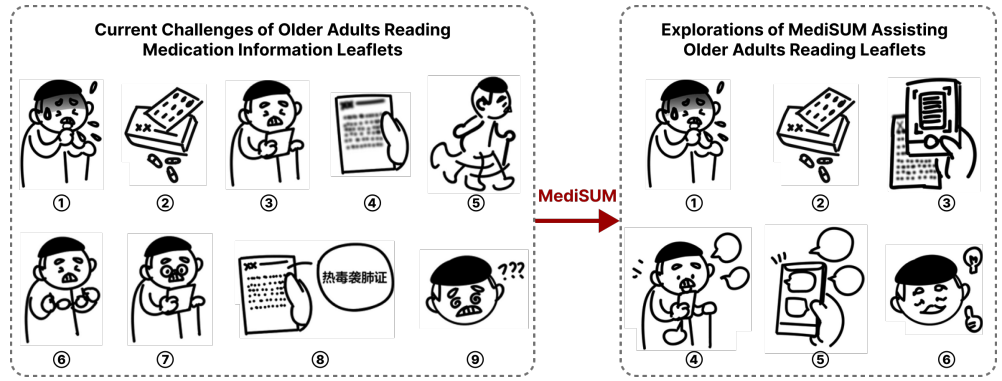 Current Challenges of Older Adults Reading
Medication Information Leaflets
①
②
③
④
⑤
⑥
⑦
热毒袭肺证
???
⑧
⑨
MediSUM
Explorations of MediSUM Assisting
Older Adults Reading Leaflets
①
②
③
④
⑤
⑥